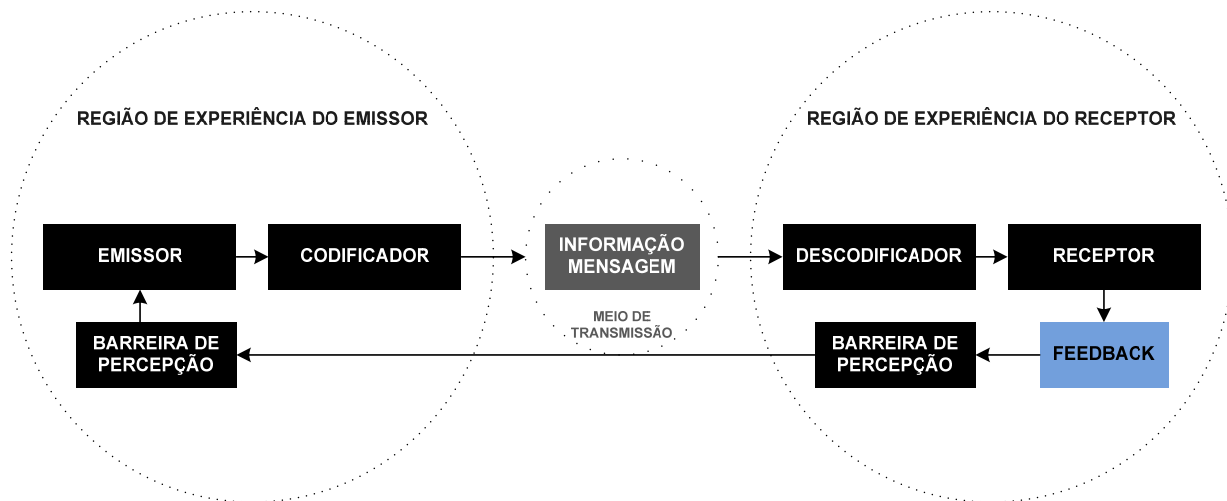 REGIÃO DE EXPERIÊNCIA DO EMISSOR
REGIÃO DE EXPERIÊNCIA DO RECEPTOR
EMISSOR
CODIFICADOR
INFORMAÇÃO
MENSAGEM
DESCODIFICADOR
RECEPTOR
MEIO DE
TRANSMISSÃO
BARREIRA DE
PERCEPÇÃO
BARREIRA DE
PERCEPÇÃO
FEEDBACK